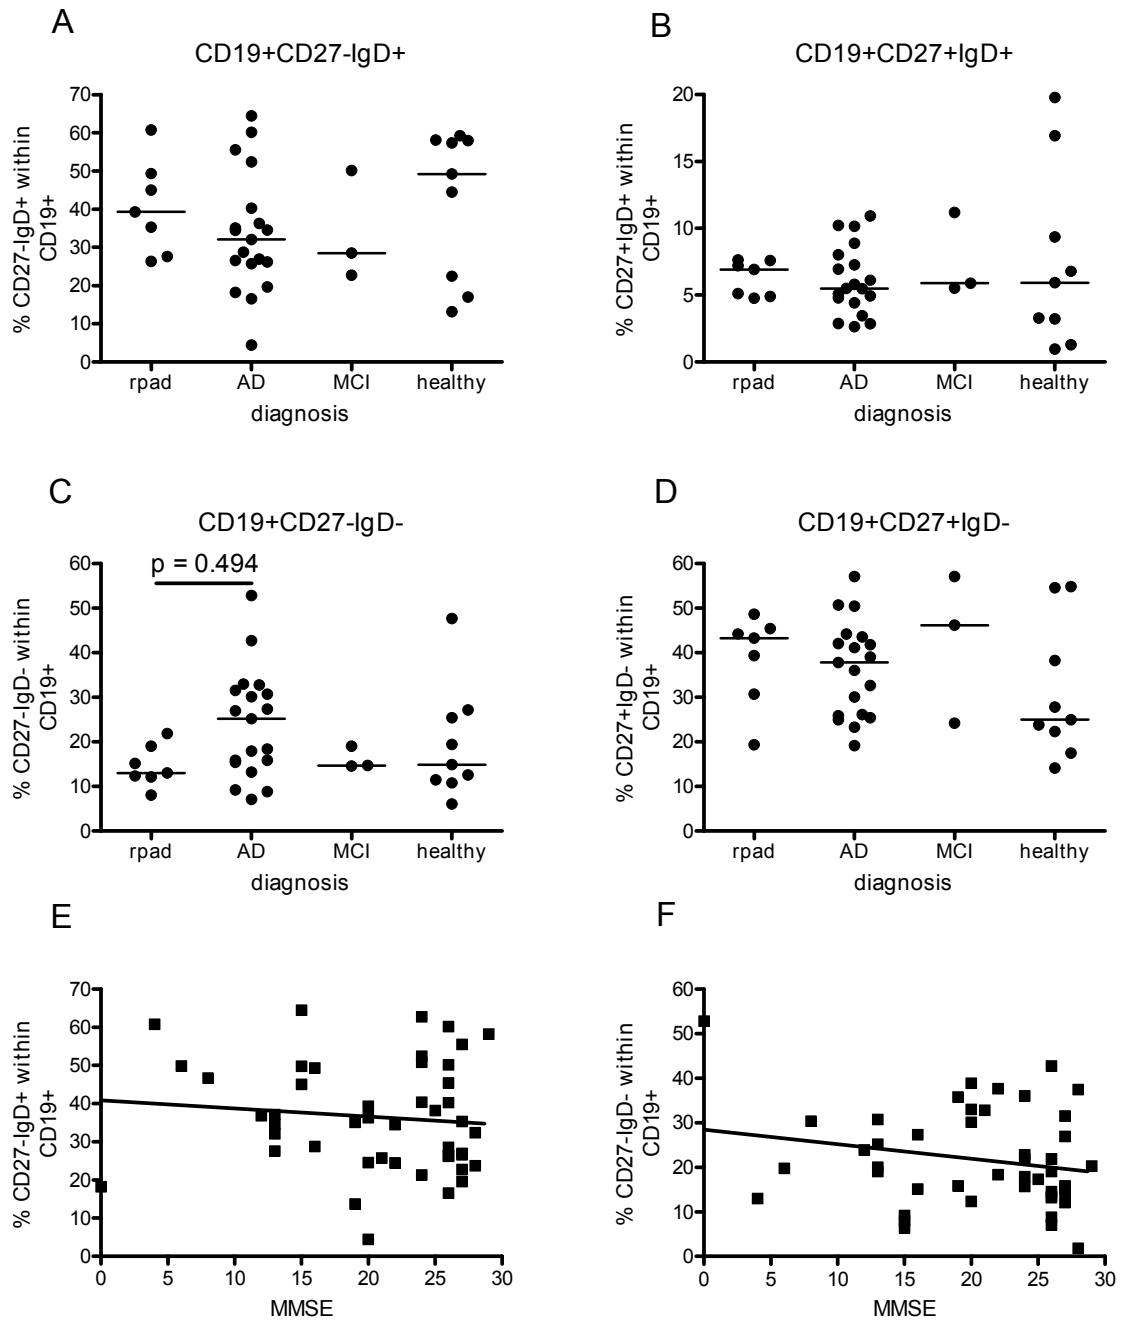 A
CD19+CD27-IgD+
% CD27-IgD+ within
CD19+
70
60
50
40
30
20
10
0
rpad AD MCI healthy
diagnosis
B
CD19+CD27+IgD+
% CD27+IgD+ within
CD19+
20
15
10
5
0
rpad AD MCI healthy
diagnosis
C
CD19+CD27-IgD-
% CD27-IgD- within
CD19+
60
50
40
30
20
10
0
p = 0.494
rpad AD MCI healthy
diagnosis
D
CD19+CD27+IgD-
% CD27+IgD- within
CD19+
60
50
40
30
20
10
0
rpad AD MCI healthy
diagnosis
E
% CD27-IgD+ within
CD19+
70
60
50
40
30
20
10
0
0 5 10 15 20 25 30
MMSE
F
% CD27-IgD- within
CD19+
60
50
40
30
20
10
0
0 5 10 15 20 25 30
MMSE